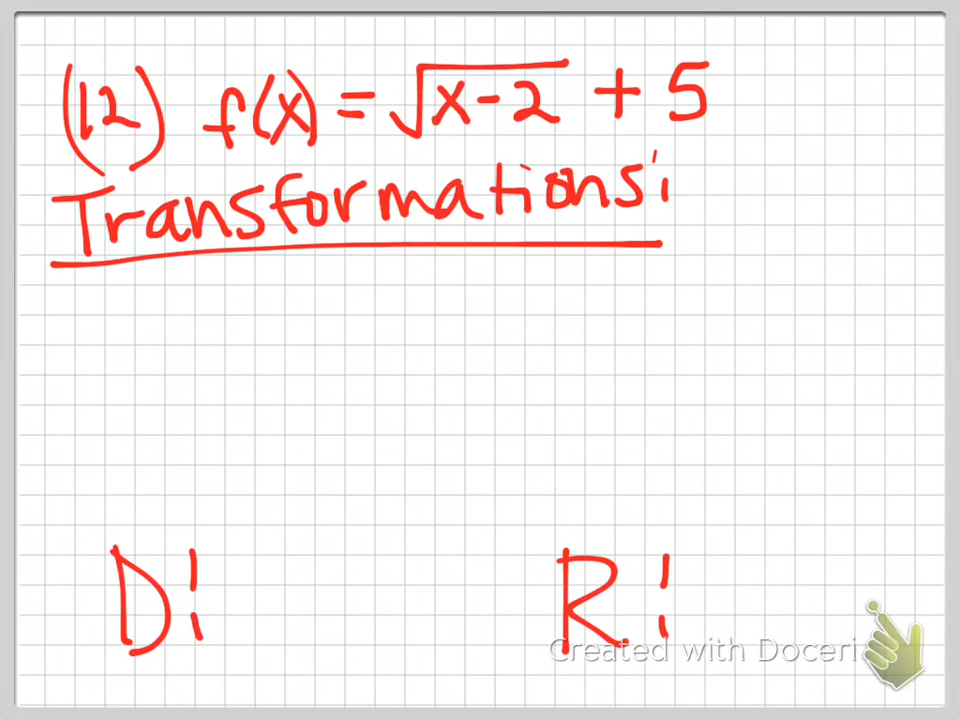 (12) f(x) = √x-2 + 5
Transformations:
D: R:
Created with Doceri